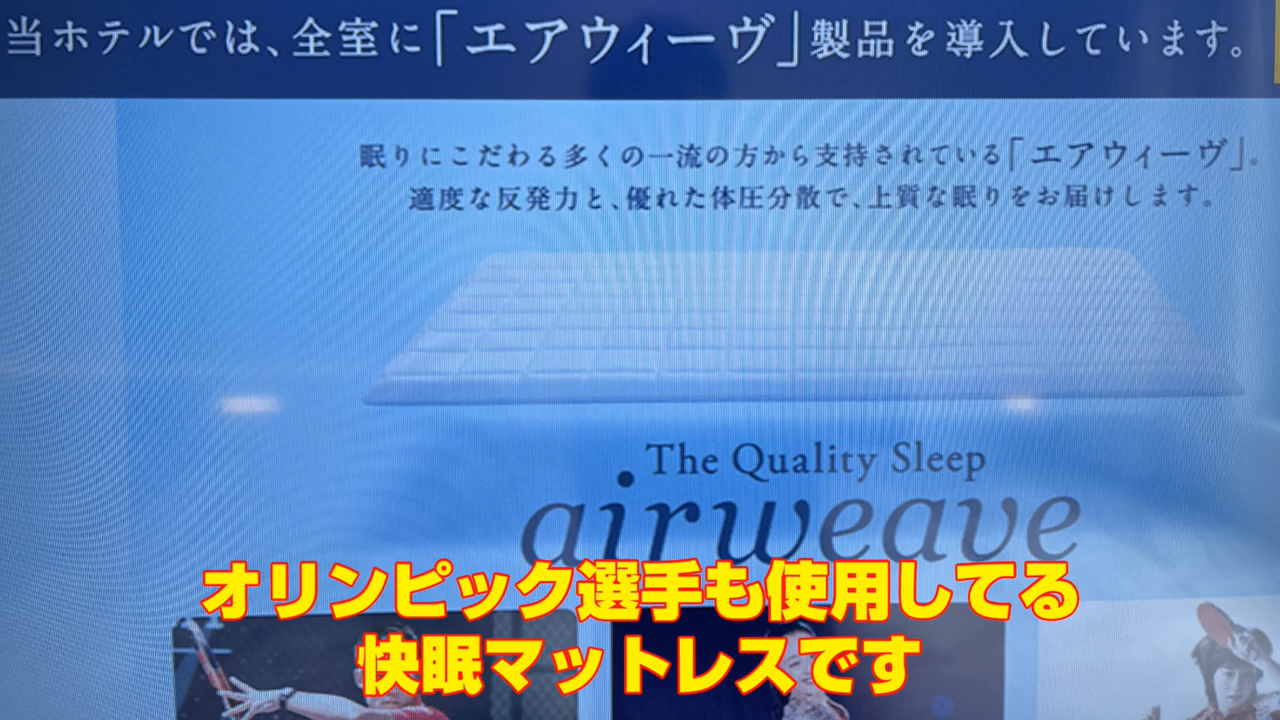 当ホテルでは、全室に「エアウィーヴ」製品を導入しています。
眠りにこだわる多くの一流の方から支持されている「エアウィーヴ」。
適度な反発力と、優れた体圧分散で、上質な眠りをお届けします。
The Quality Sleep
airweave
オリンピック選手も使用してる
快眠マットレスです